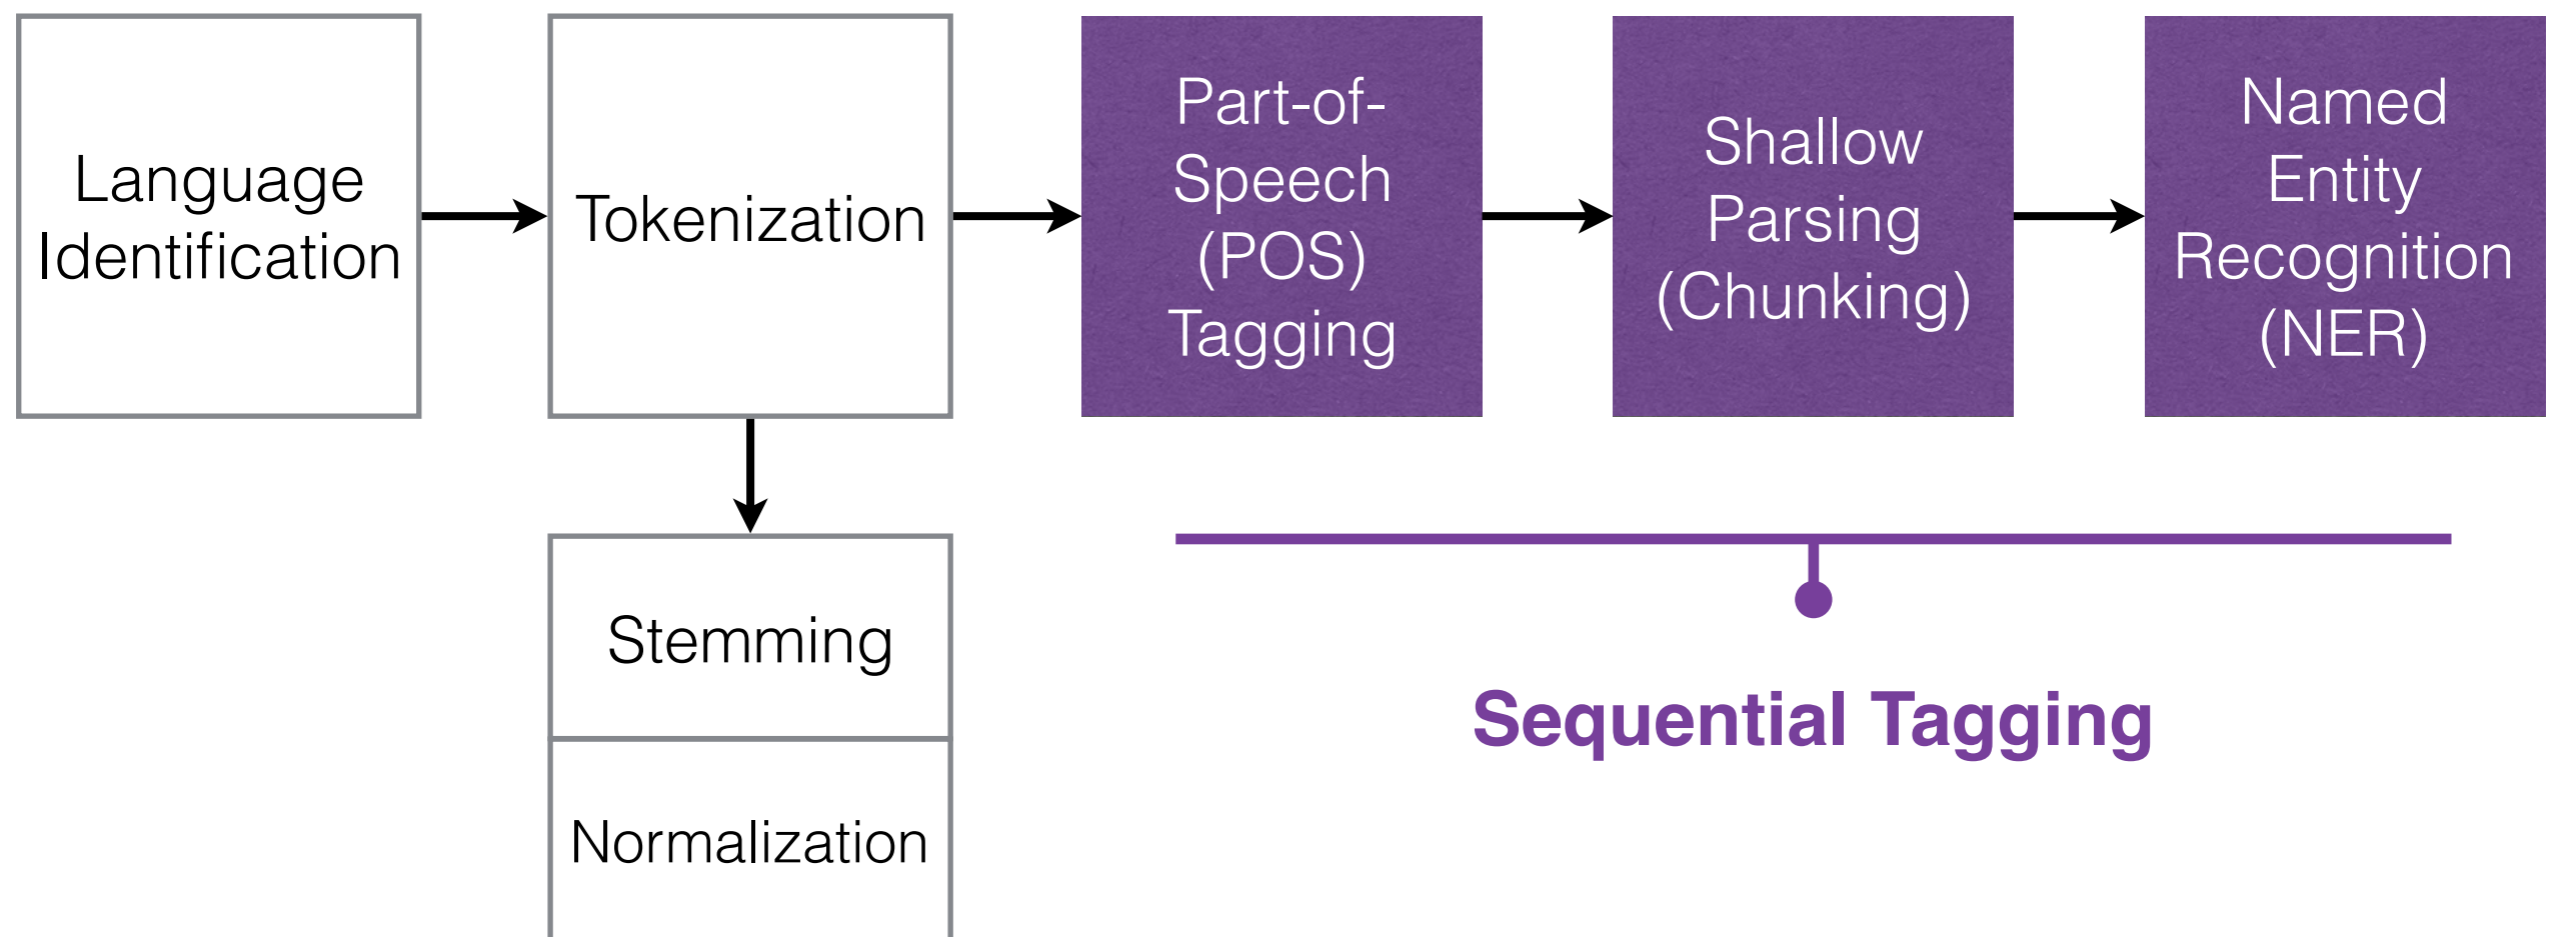 Language
Identification
Tokenization
Part-of-
Speech
(POS)
Tagging
Shallow
Parsing
(Chunking)
Named
Entity
Recognition
(NER)
Stemming
Normalization
Sequential Tagging